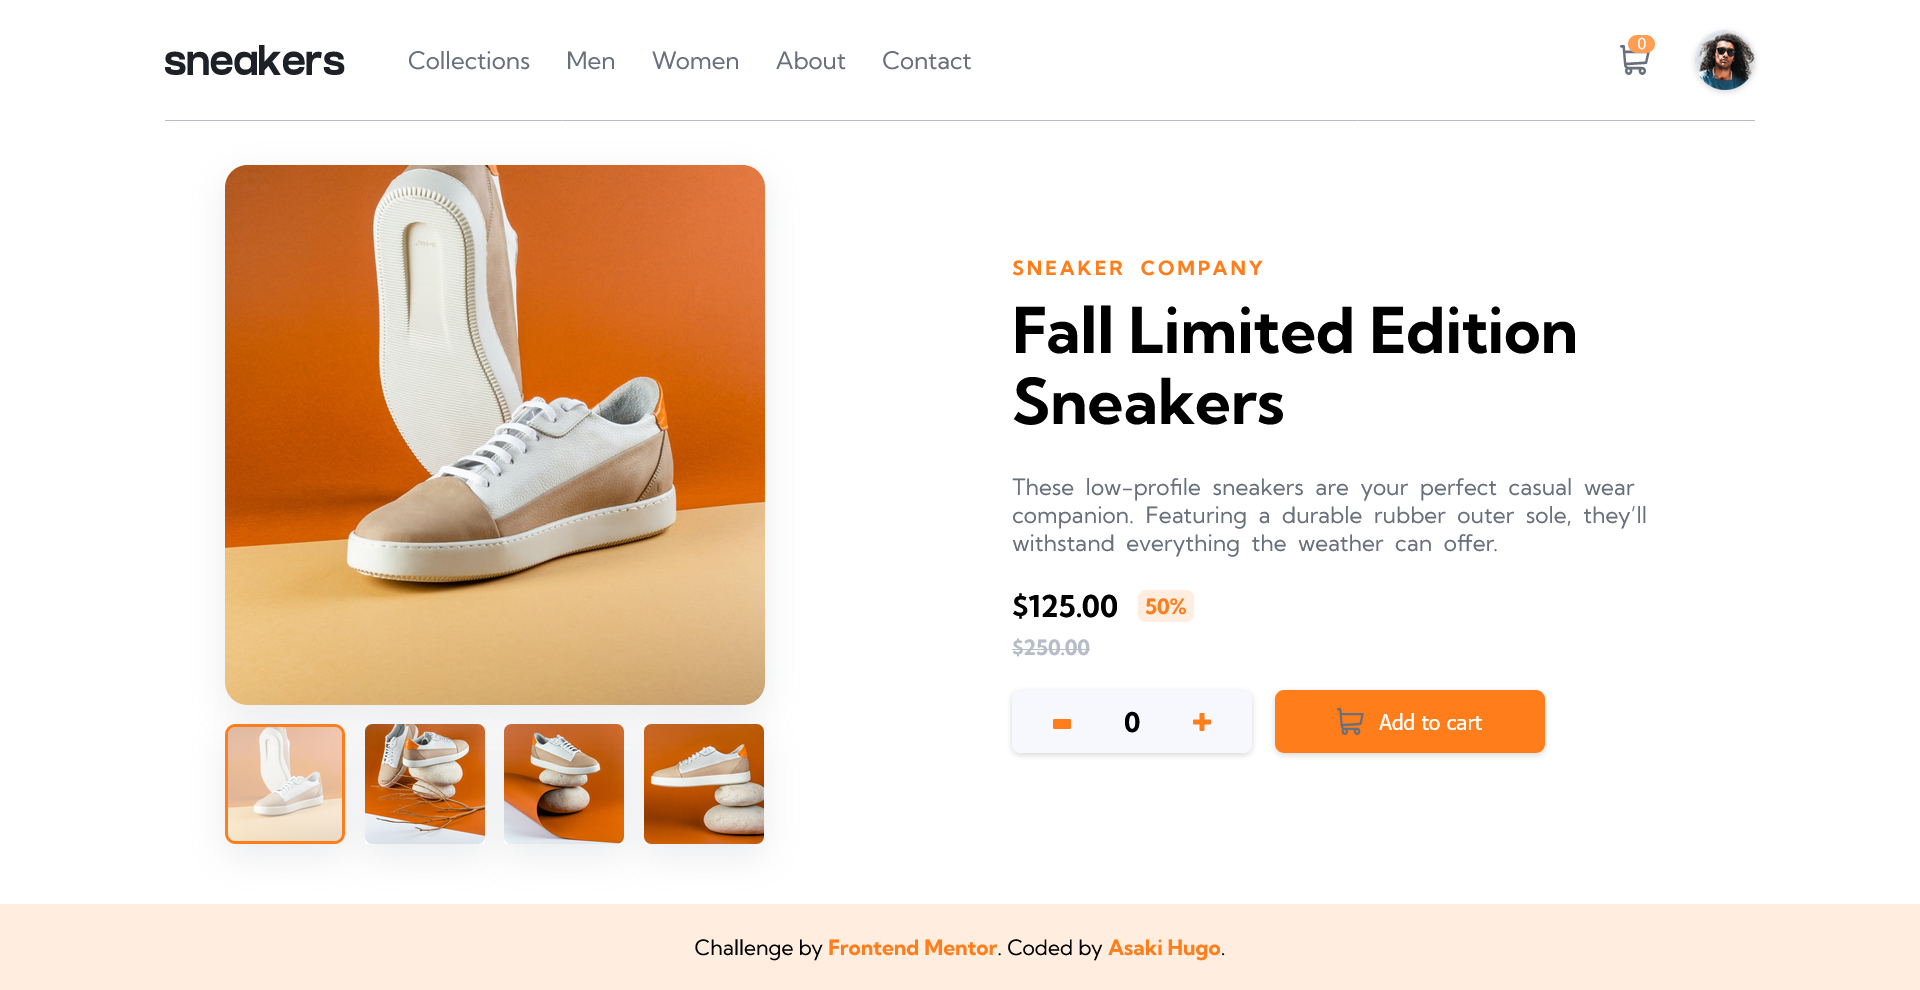 sneakers Collections Men Women About Contact 0
SNEAKER COMPANY
Fall Limited Edition
Sneakers
These low-profile sneakers are your perfect casual wear
companion. Featuring a durable rubber outer sole, they'll
withstand everything the weather can offer.
$125.00 50%
$250.00
- 0 + Add to cart
Challenge by Frontend Mentor. Coded by Asaki Hugo.